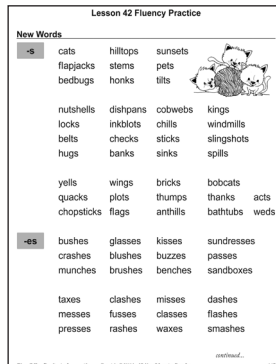 Lesson 42 Fluency Practice
New Words
-s cats hilltops sunsets
flapjacks stems pets
bedbugs honks tilts
nutshells dishpans cobwebs kings
locks inkblots chills windmills
belts checks sticks slingshots
hugs banks sinks spills
yells wings bricks bobcats
quacks plots thumps thanks acts
chopsticks flags anthills bathtubs weds
-es bushes glasses kisses sundresses
crashes blushes buzzes passes
munches brushes benches sandboxes
taxes clashes misses dashes
messes fusses classes flashes
presses rashes waxes smashes
continued...